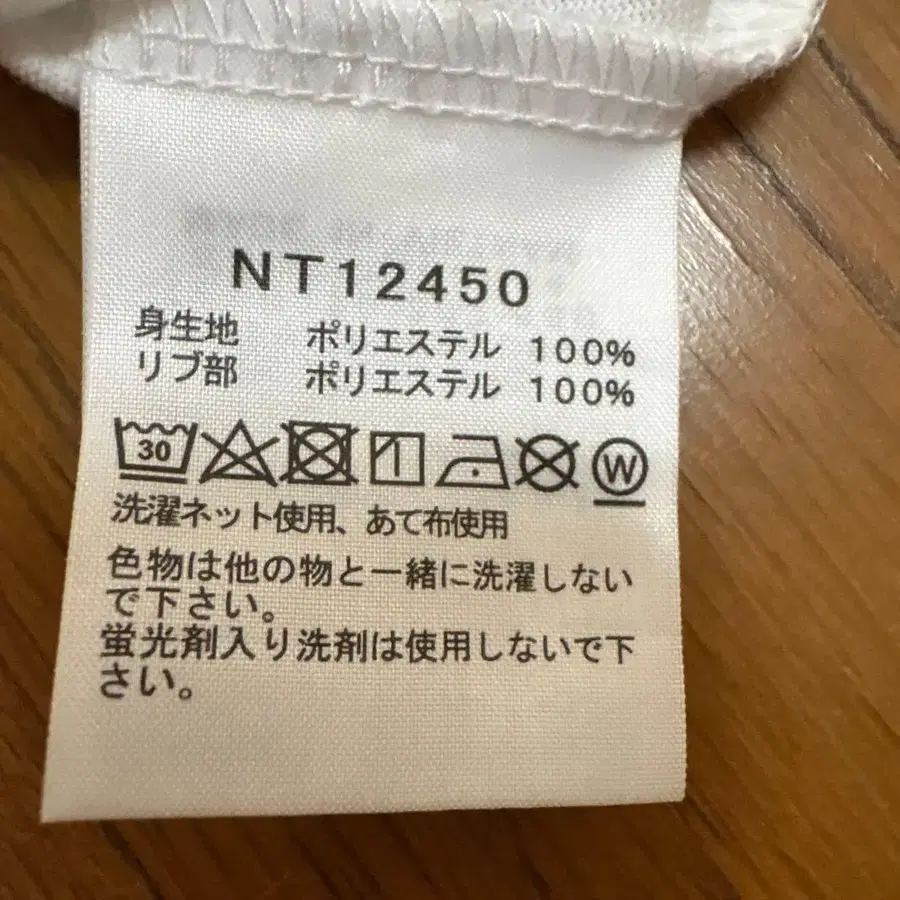 NT12450
身生地 ポリエステル 100%
リブ部 ポリエステル 100%
30 W
洗濯ネット使用、あて布使用
色物は他の物と一緒に洗濯しない
で下さい。
蛍光剤入り洗剤は使用しないで下
さい。